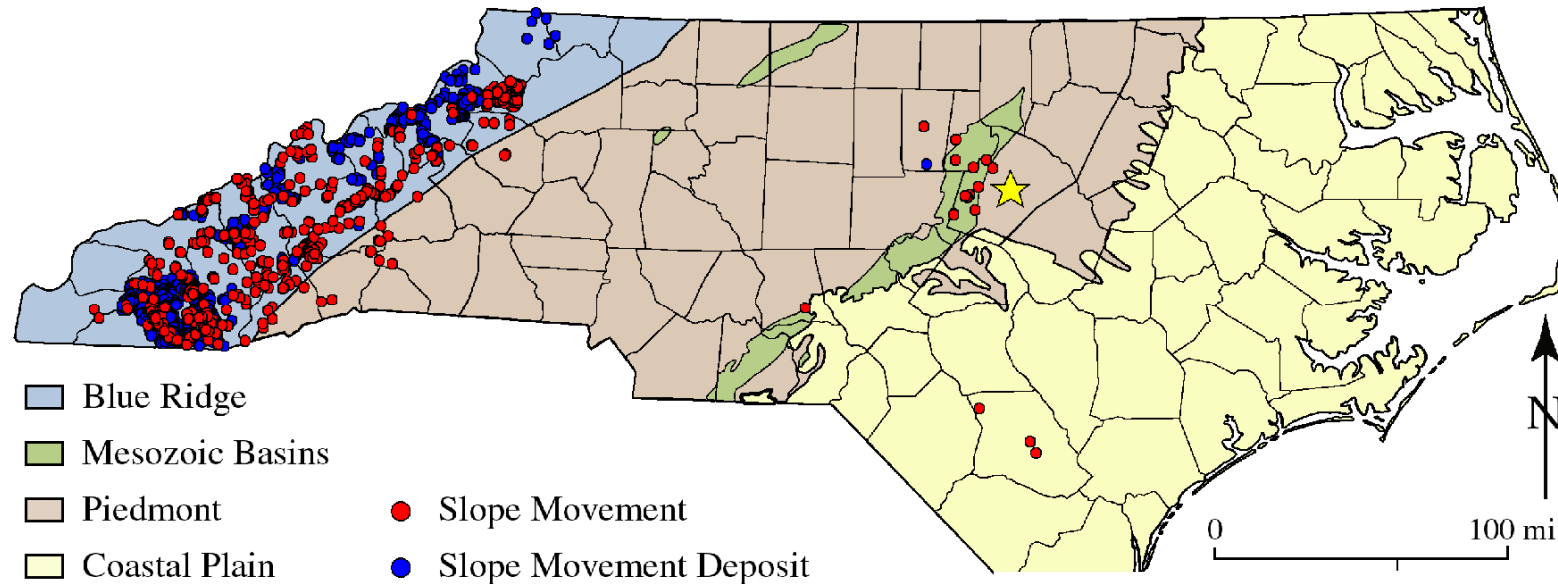 Blue Ridge
Mesozoic Basins
Piedmont
Coastal Plain
Slope Movement
Slope Movement Deposit
N
0 100 mi